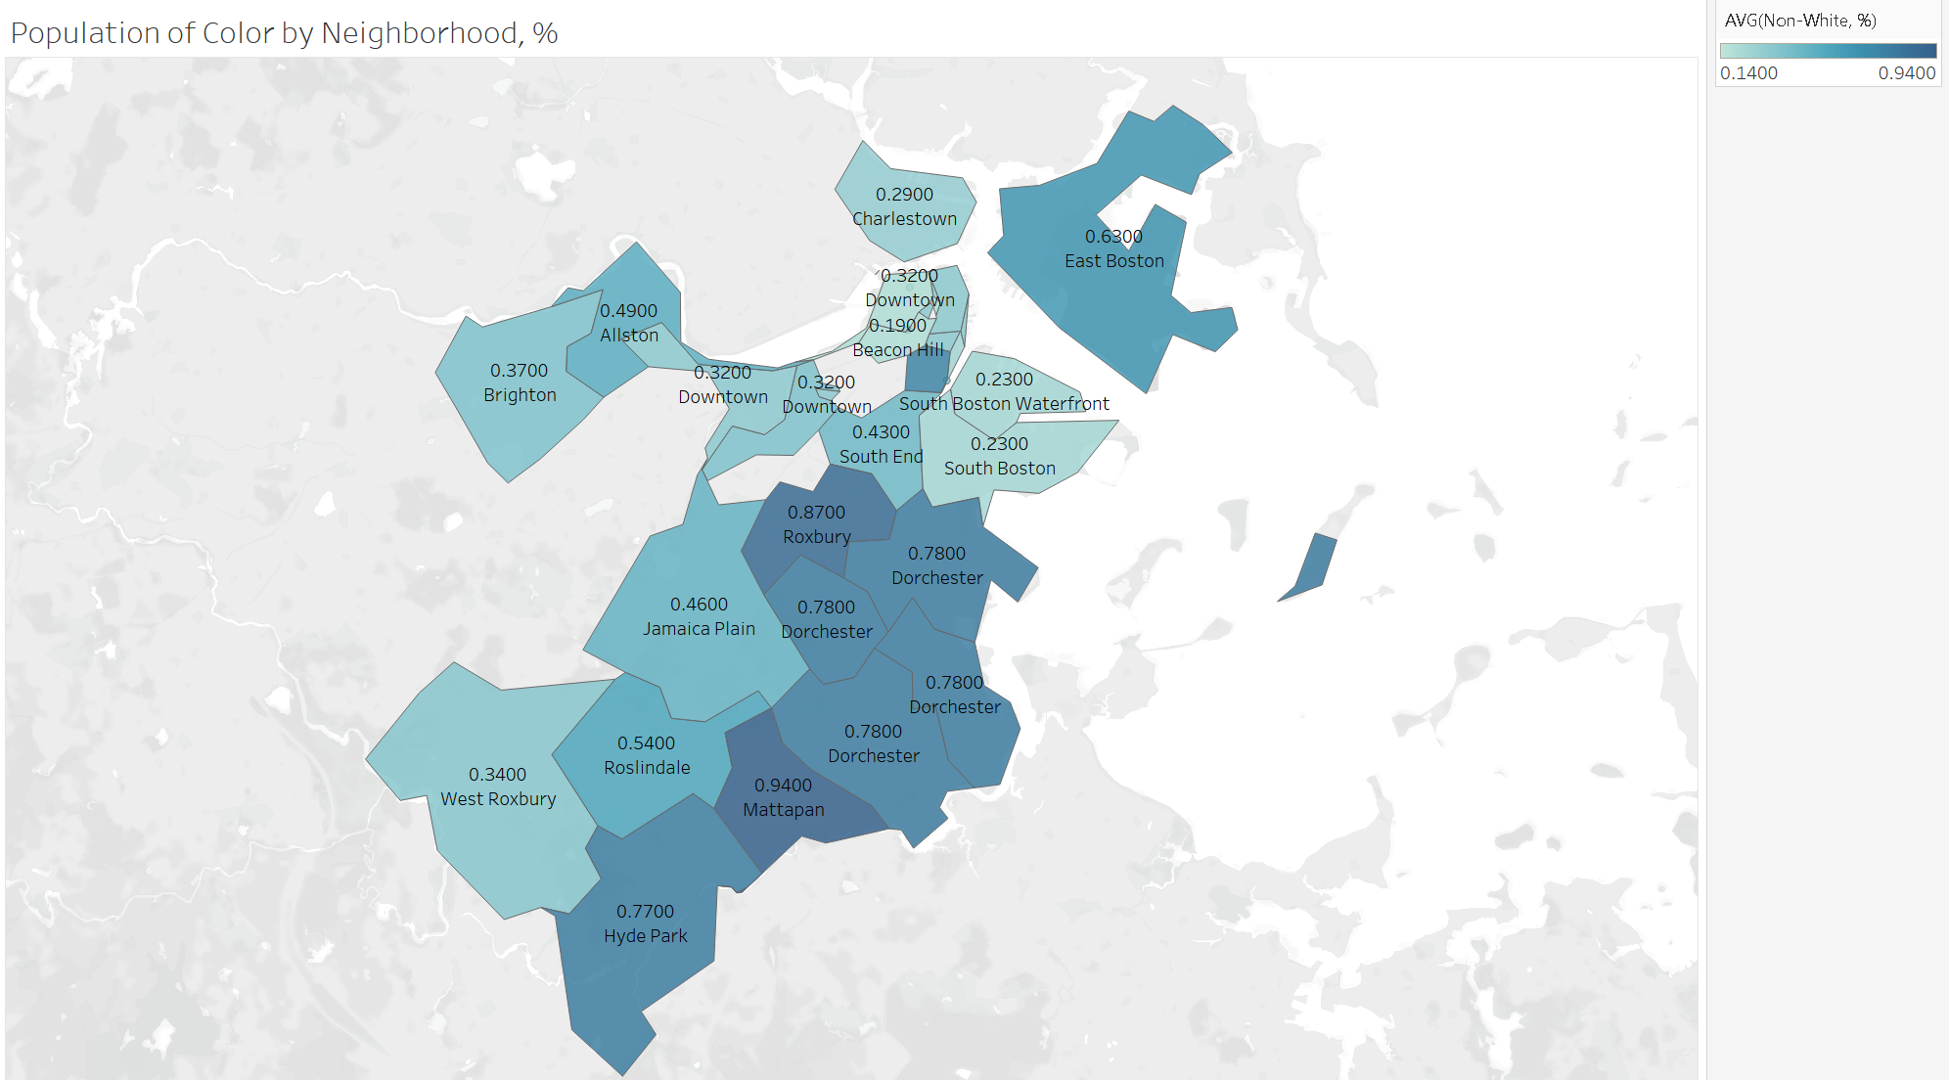 Population of Color by Neighborhood, %
AVG(Non-White, %)
0.1400 0.9400
0.2900
Charlestown
0.6300
East Boston
0.3200
Downtown
0.1900
Beacon Hill
0.4900
Allston
0.3700
Brighton
0.3200
Downtown
0.3200
Downtown
0.2300
South Boston Waterfront
0.4300
South End
0.2300
South Boston
0.8700
Roxbury
0.7800
Dorchester
0.4600
Jamaica Plain
0.7800
Dorchester
0.7800
Dorchester
0.7800
Dorchester
0.5400
Roslindale
0.3400
West Roxbury
0.9400
Mattapan
0.7700
Hyde Park